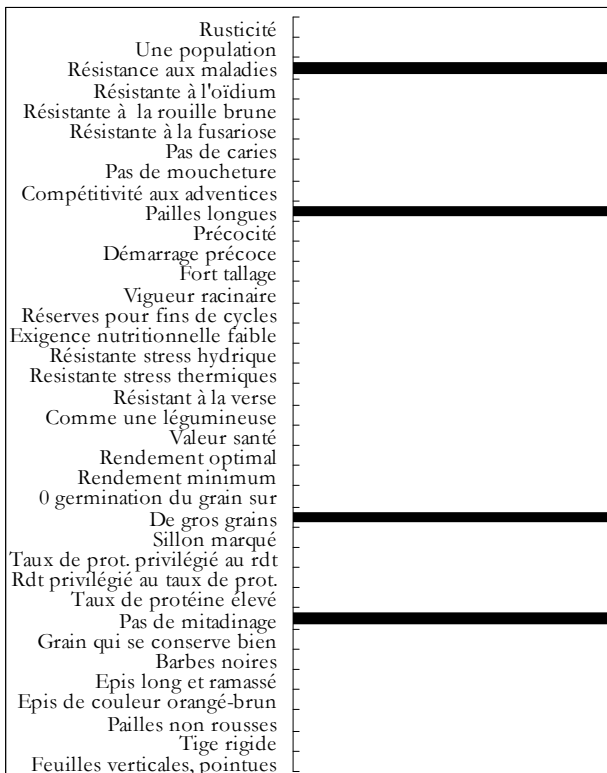 Rusticité
Une population
Résistance aux maladies
Résistante à l'oïdium
Résistante à  la rouille brune
Résistante à la fusariose
Pas de caries
Pas de moucheture
Compétitivité aux adventices
Pailles longues
Précocité
Démarrage précoce
Fort tallage
Vigueur racinaire
Réserves pour fins de cycles
Exigence nutritionnelle faible
Résistante stress hydrique
Resistante stress thermiques
Résistant à la verse
Comme une légumineuse
Valeur santé
Rendement optimal
Rendement minimum
0 germination du grain sur
De gros grains
Sillon marqué
Taux de prot. privilégié au rdt
Rdt privilégié au taux de prot.
Taux de protéine élevé
Pas de mitadinage
Grain qui se conserve bien
Barbes noires
Epis long et ramassé
Epis de couleur orangé-brun
Pailles non rousses
Tige rigide
Feuilles verticales, pointues